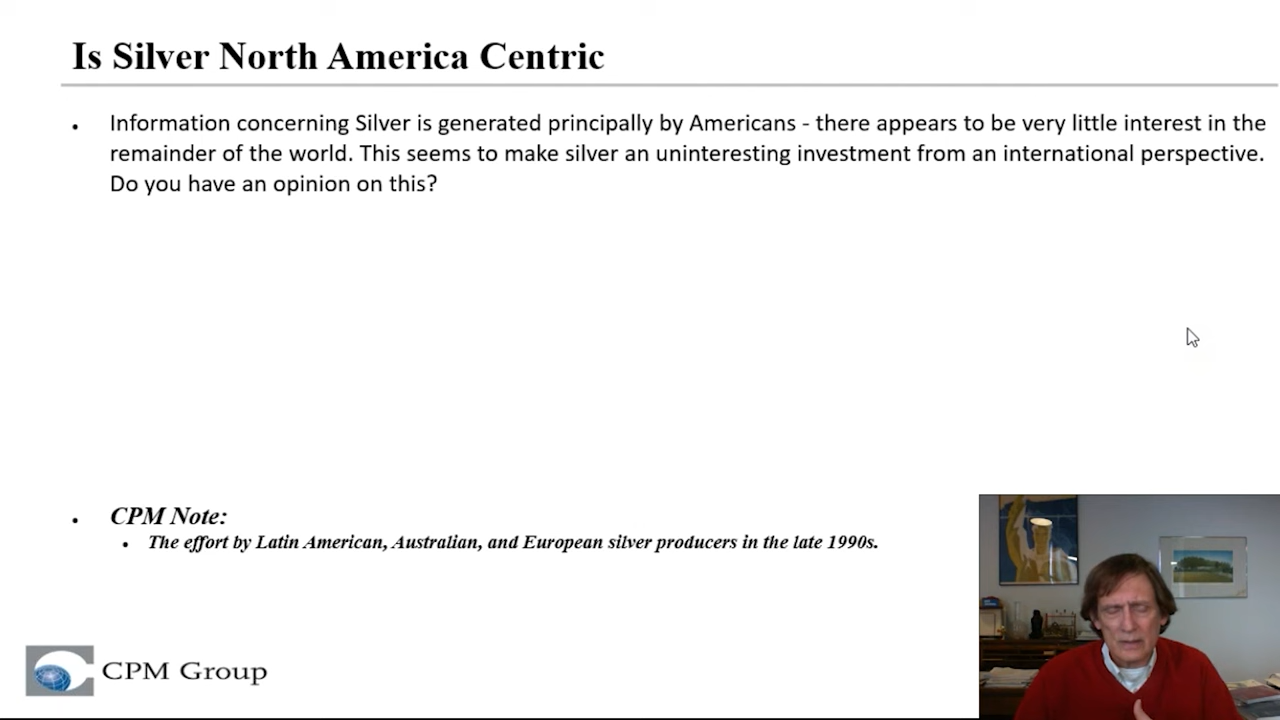 Is Silver North America Centric
• Information concerning Silver is generated principally by Americans - there appears to be very little interest in the
remainder of the world. This seems to make silver an uninteresting investment from an international perspective.
Do you have an opinion on this?
• CPM Note:
• The effort by Latin American, Australian, and European silver producers in the late 1990s.
CPM Group